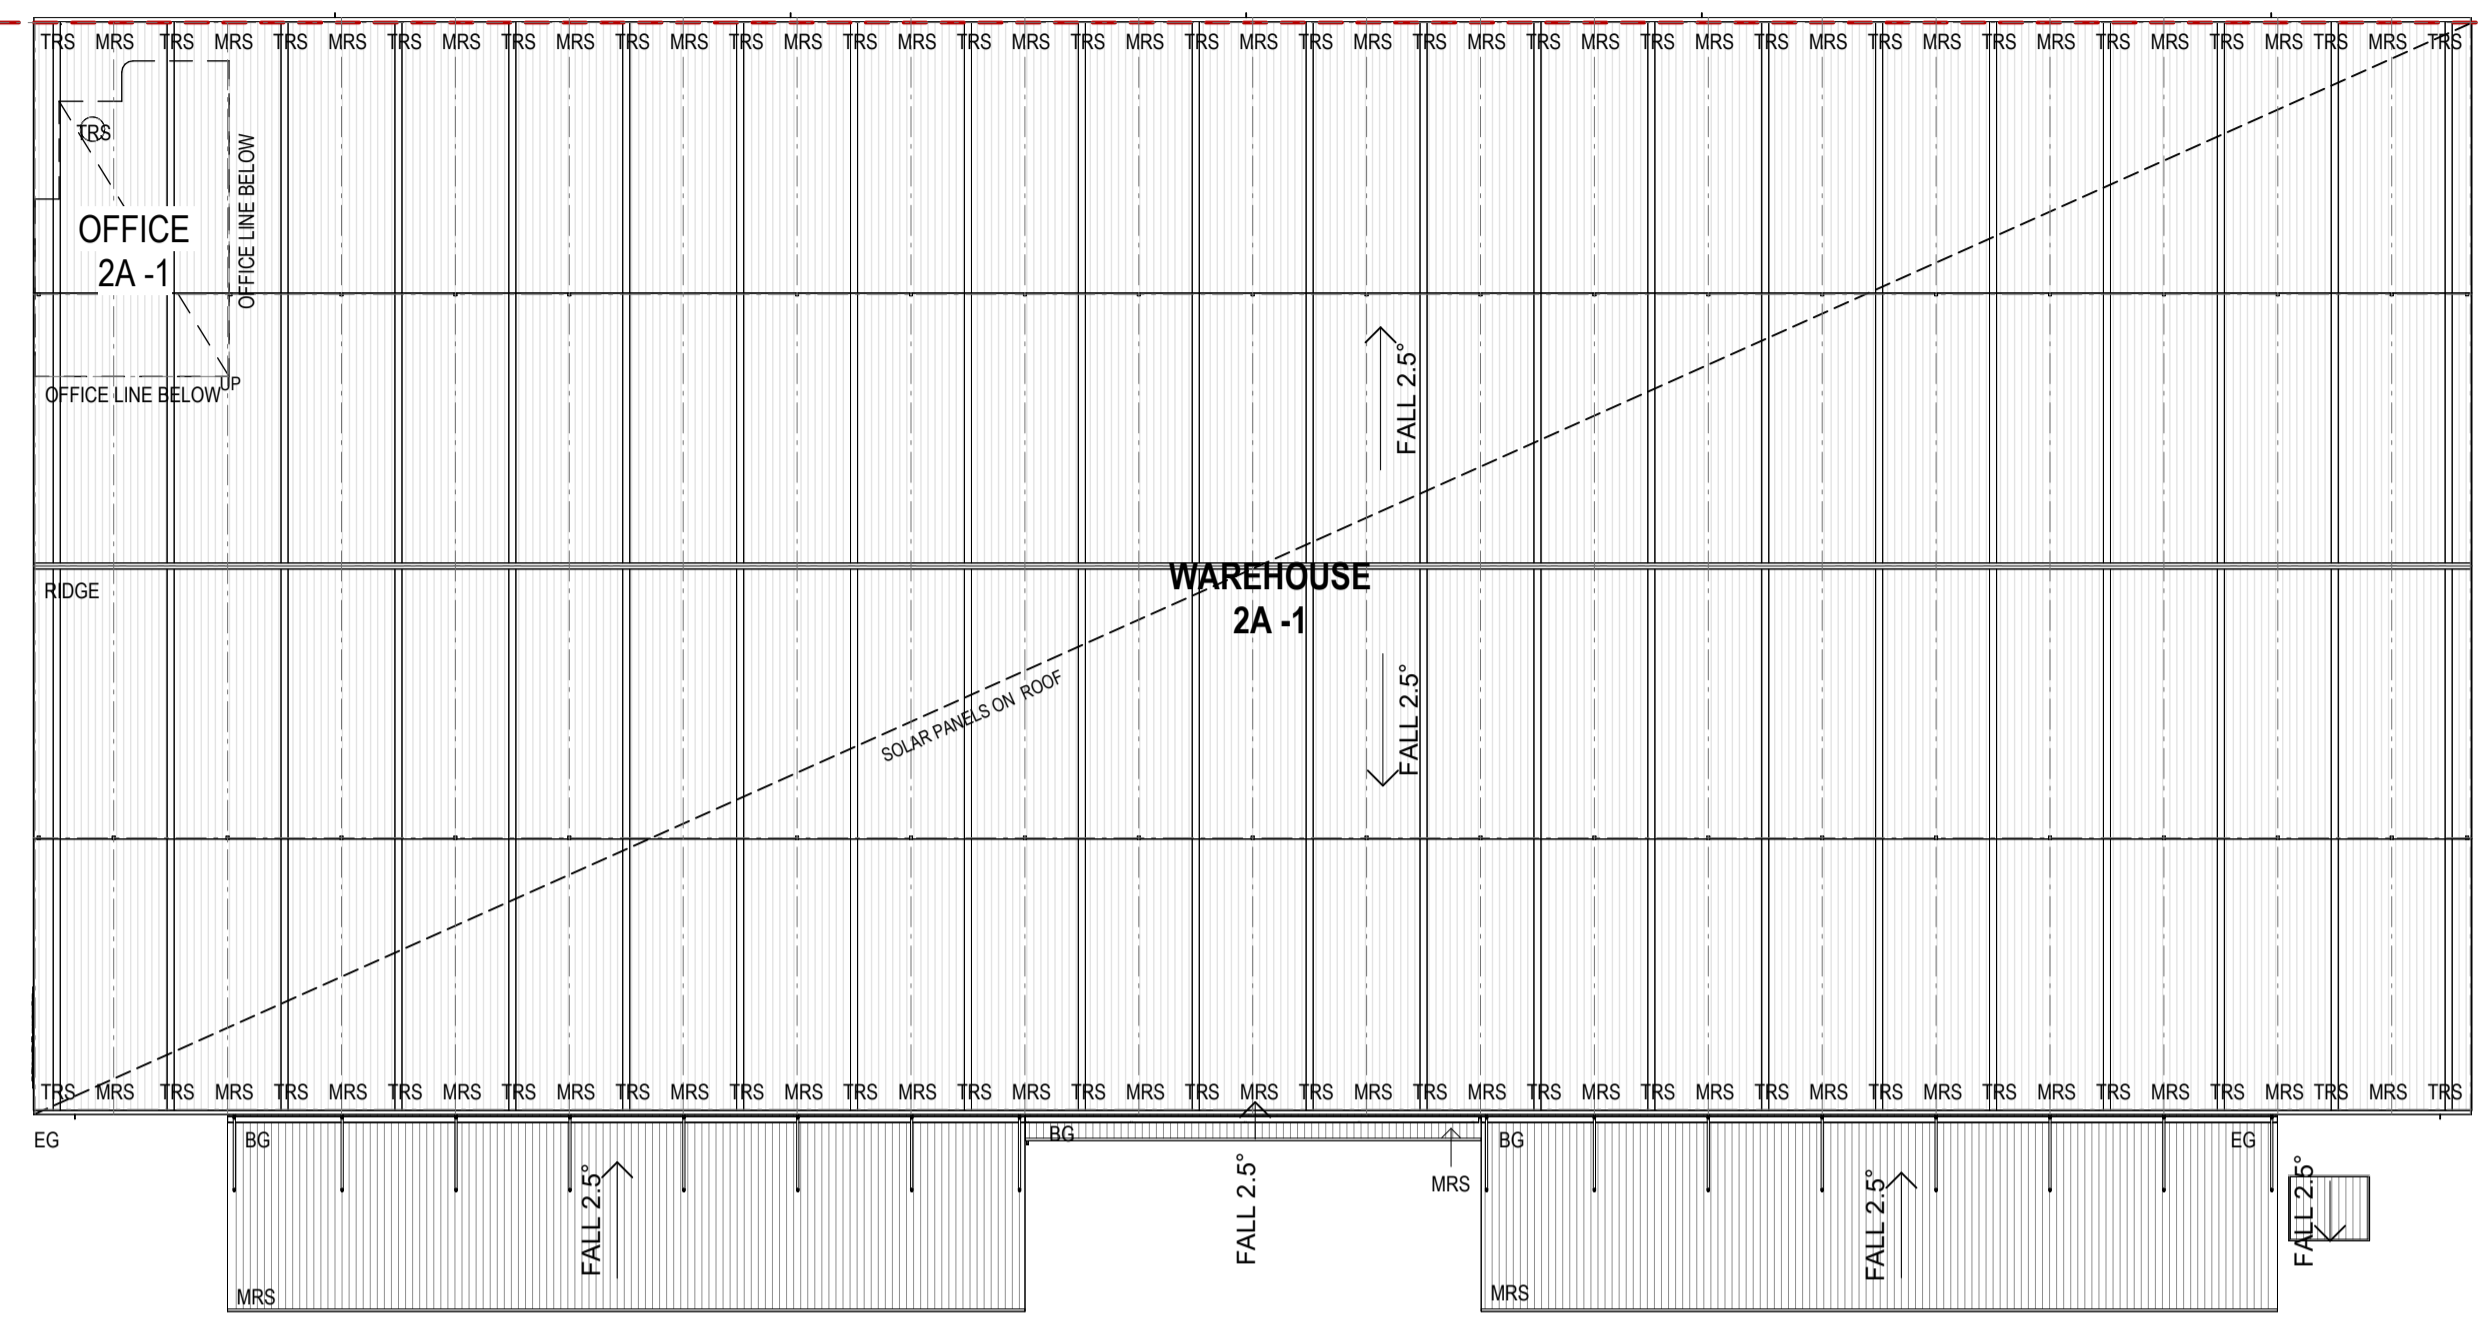 TRS MRS TRS MRS TRS MRS TRS MRS TRS MRS TRS MRS TRS MRS TRS MRS TRS MRS TRS MRS TRS MRS TRS MRS TRS MRS TRS MRS TRS MRS TRS MRS TRS MRS TRS MRS TRS MRS TRS MRS TRS MRS TRS
TRS
OFFICE
2A -1
OFFICE LINE BELOW
UP
OFFICE LINE BELOW
FALL 2.5°
RIDGE
WAREHOUSE
2A -1
FALL 2.5°
SOLAR PANELS ON ROOF
TRS MRS TRS MRS TRS MRS TRS MRS TRS MRS TRS MRS TRS MRS TRS MRS TRS MRS TRS MRS TRS MRS TRS MRS TRS MRS TRS MRS TRS MRS TRS MRS TRS MRS TRS MRS TRS MRS TRS MRS TRS MRS TRS
EG
BG
BG
BG
EG
MRS
FALL 2.5°
FALL 2.5°
FALL 2.5°
FALL 2.5°
MRS
MRS